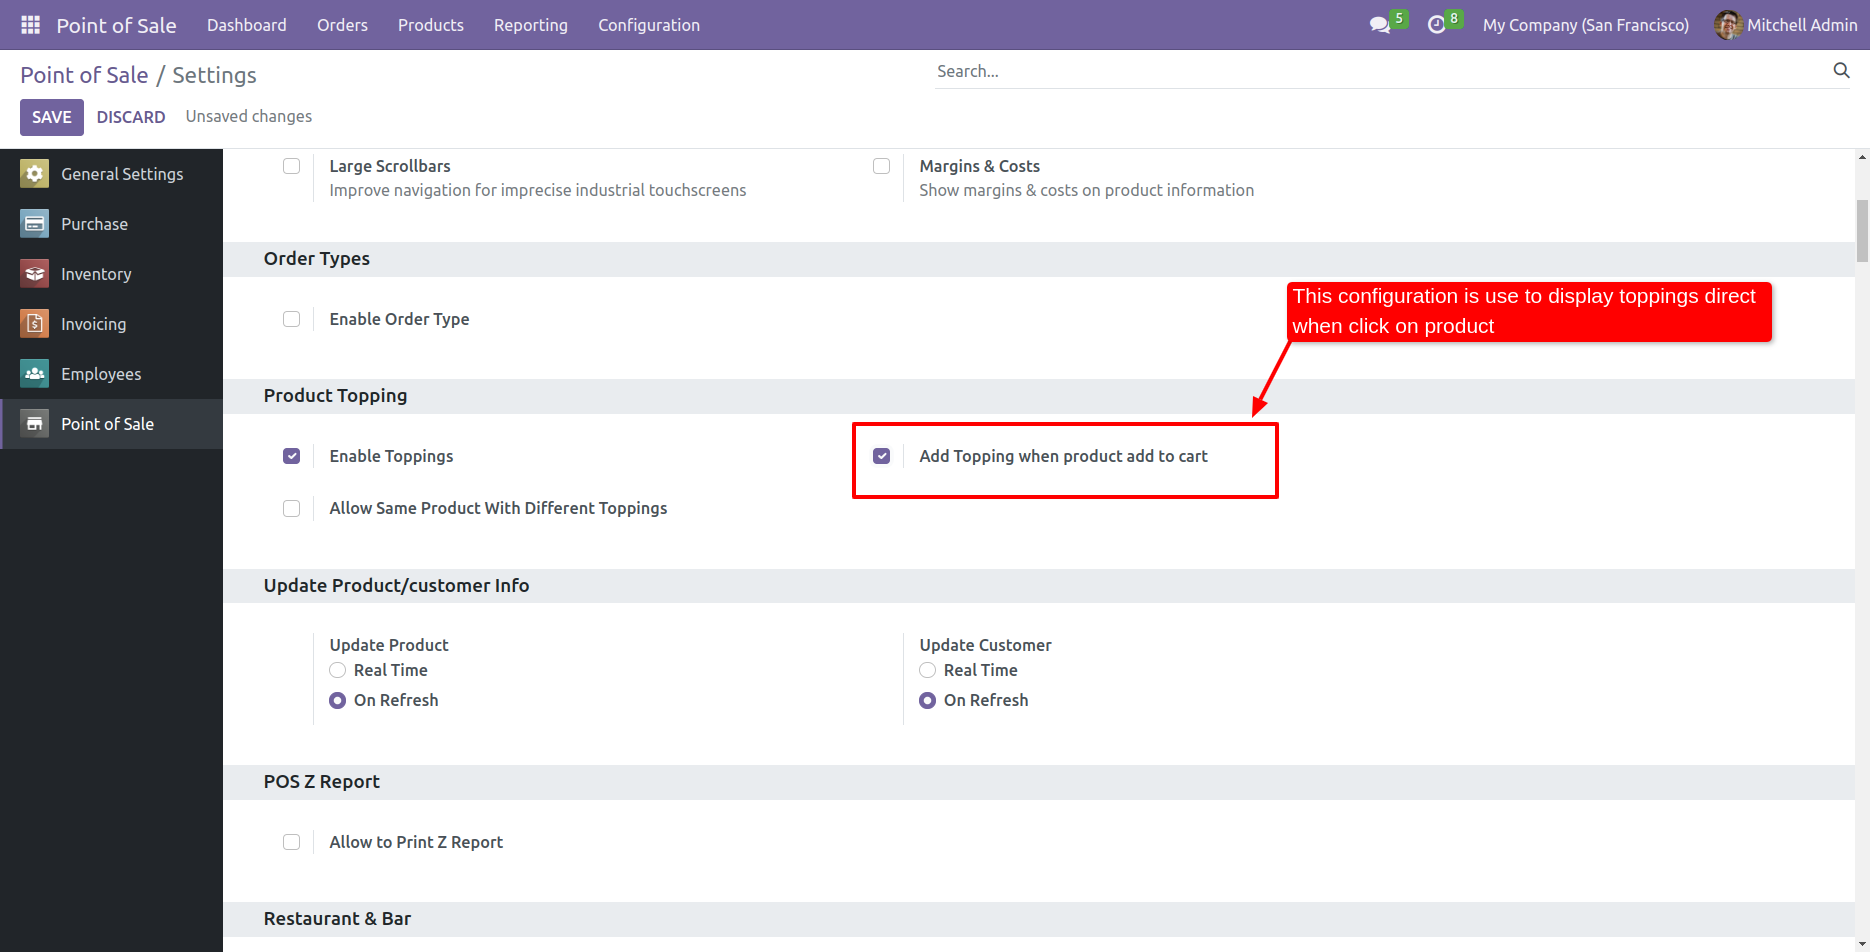 Point of Sale Dashboard Orders Products Reporting Configuration 5 8 My Company (San Francisco) Mitchell Admin
Point of Sale / Settings
Search...
SAVE DISCARD Unsaved changes
General Settings
Purchase
Inventory
Invoicing
Employees
Point of Sale
Large Scrollbars
Improve navigation for imprecise industrial touchscreens
Margins & Costs
Show margins & costs on product information
Order Types
Enable Order Type
This configuration is use to display toppings direct
when click on product
Product Topping
Enable Toppings
Add Topping when product add to cart
Allow Same Product With Different Toppings
Update Product/customer Info
Update Product
Real Time
On Refresh
Update Customer
Real Time
On Refresh
POS Z Report
Allow to Print Z Report
Restaurant & Bar